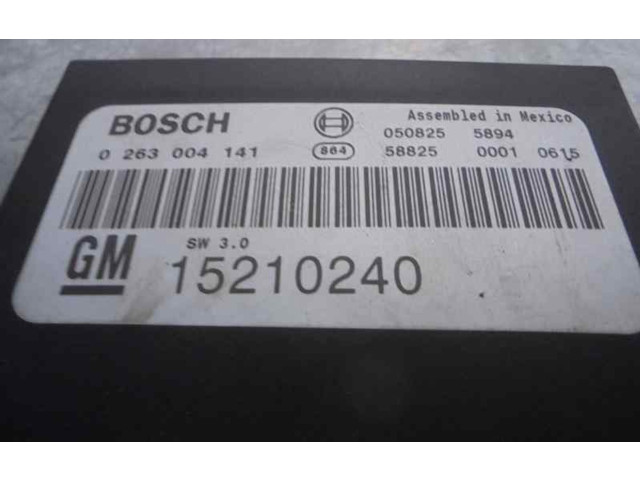 BOSCH Assembled in Mexico
050825 5894
0 263 004 141 864 58825 0001 0615
SW 3.0
GM 15210240